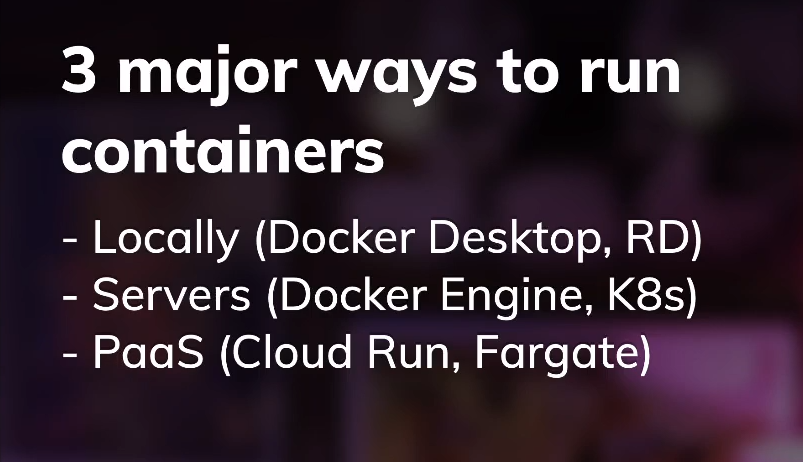 3 major ways to run
containers
- Locally (Docker Desktop, RD)
- Servers (Docker Engine, K8s)
- PaaS (Cloud Run, Fargate)